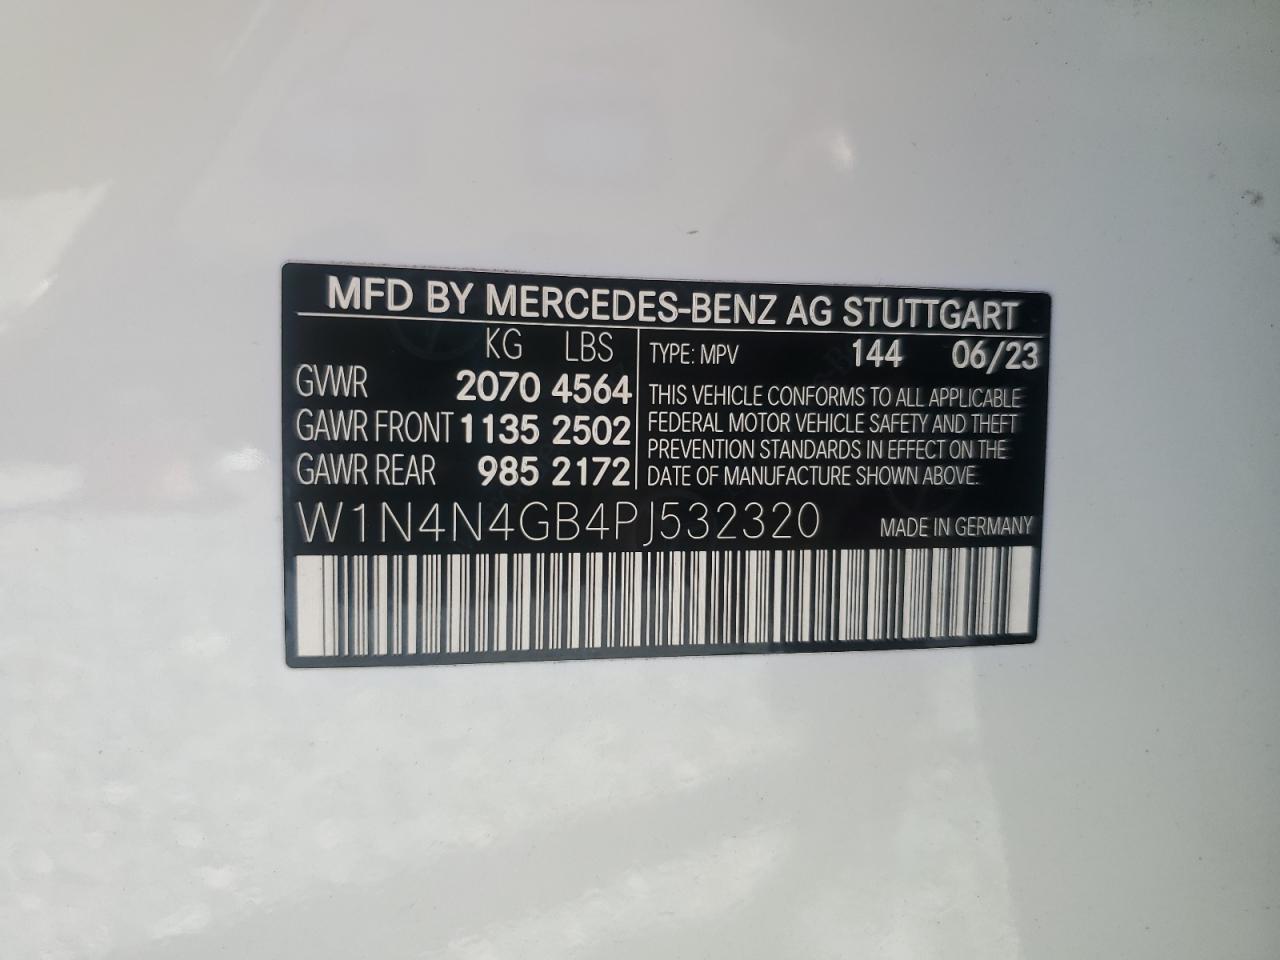 MFD BY MERCEDES-BENZ AG STUTTGART
KG LBS
GVWR 2070 4564
GAWR FRONT 1135 2502
GAWR REAR 985 2172
TYPE: MPV 144 06/23
THIS VEHICLE CONFORMS TO ALL APPLICABLE
FEDERAL MOTOR VEHICLE SAFETY AND THEFT
PREVENTION STANDARDS IN EFFECT ON THE
DATE OF MANUFACTURE SHOWN ABOVE.
W1N4N4GB4PJ532320 MADE IN GERMANY